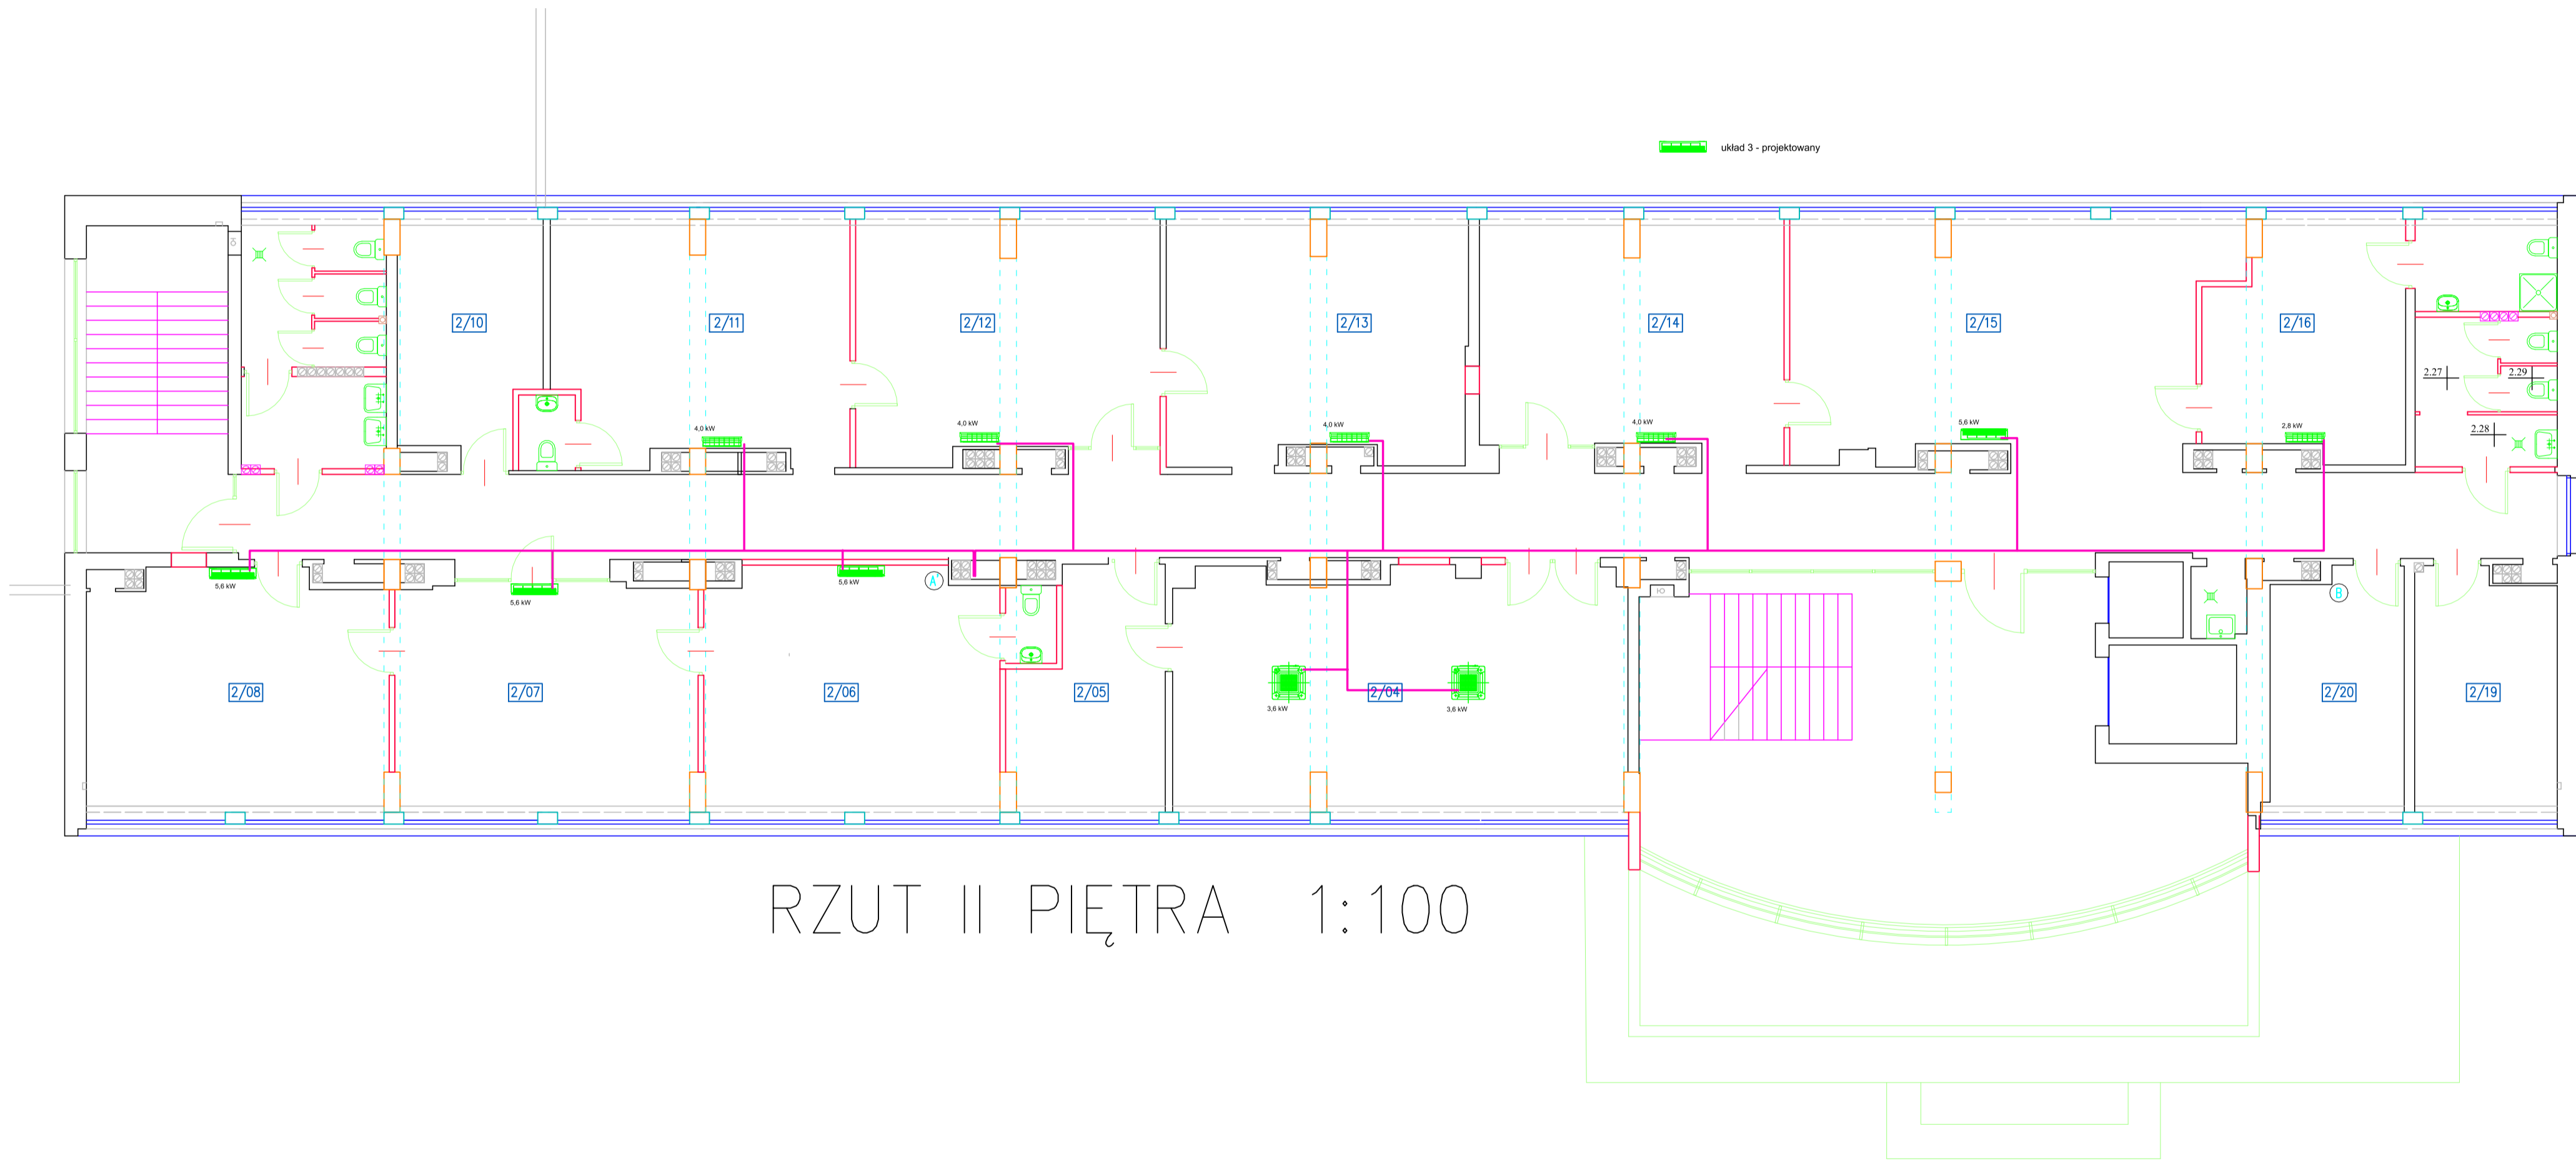 układ 3 - projektowany
2/10
2/11
2/12
2/13
2/14
2/15
2/16
2.27
2.29
2.28
4,0 kW
4,0 kW
4,0 kW
4,0 kW
5,6 kW
2,8 kW
5,6 kW
5,6 kW
5,6 kW
A
B
2/08
2/07
2/06
2/05
2/04
2/20
2/19
3,6 kW
3,6 kW
RZUT II PIĘTRA 1:100